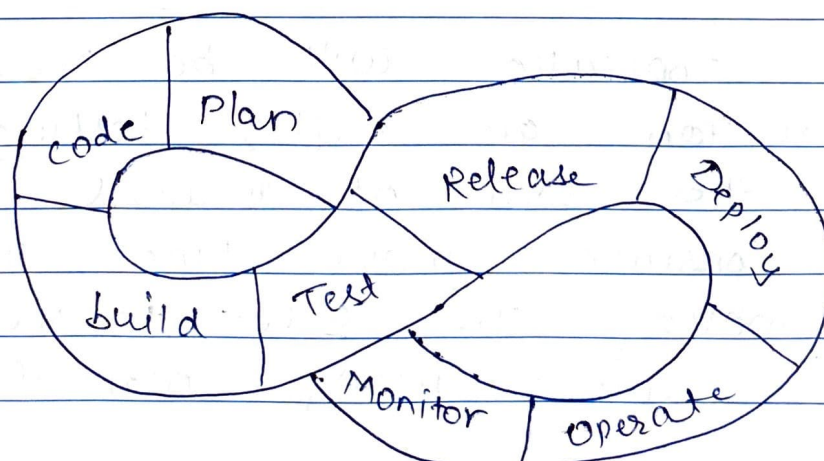 Plan
code
build
Test
Release
Deploy
Operate
Monitor